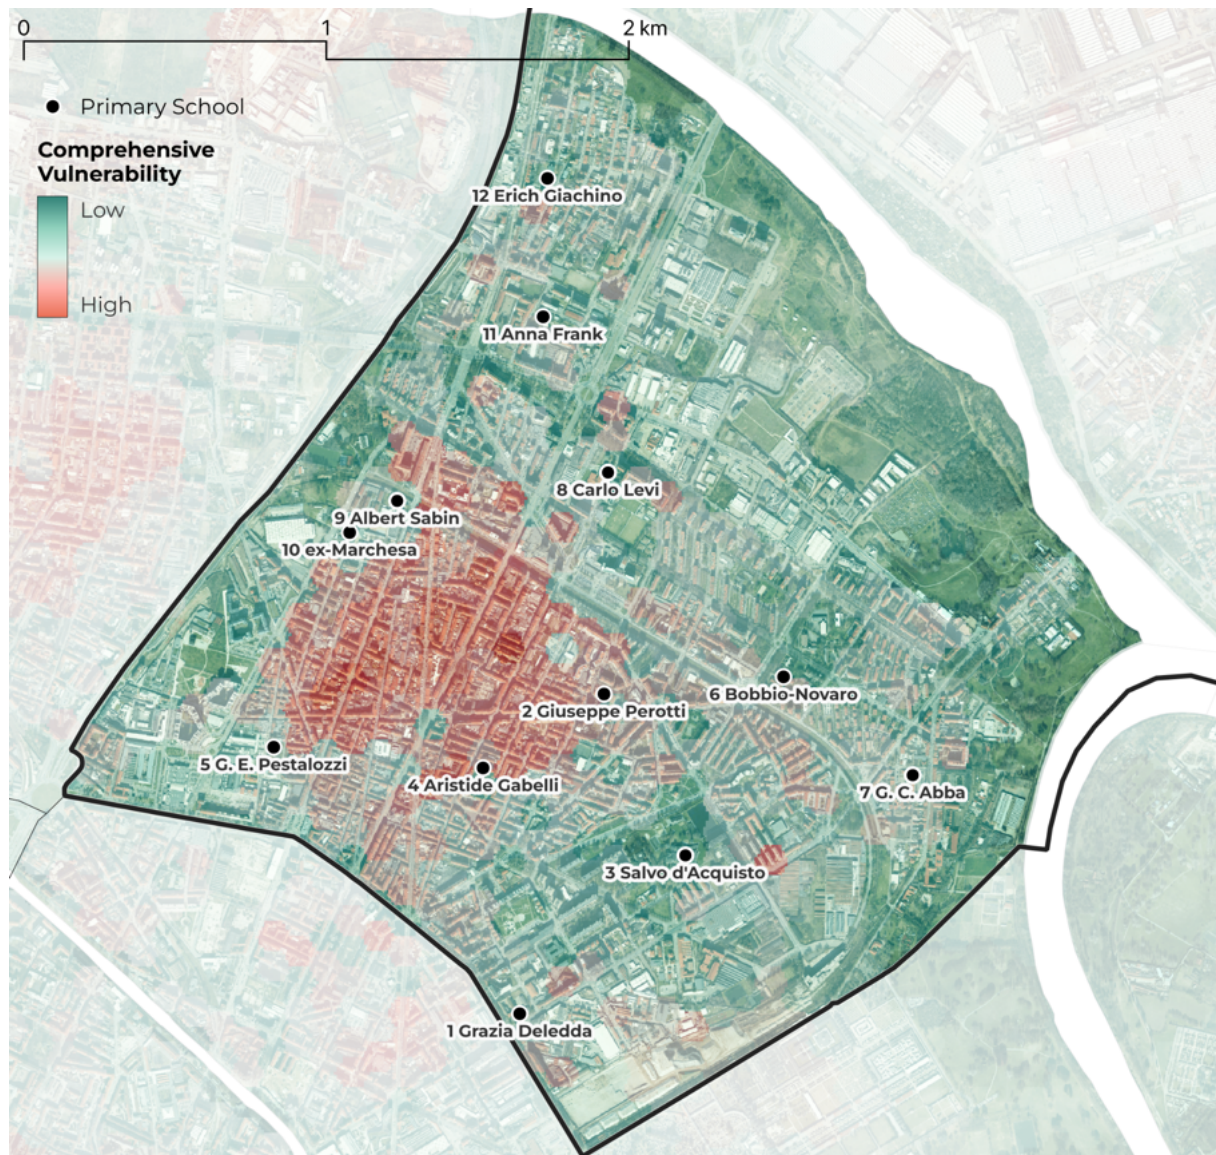 0 1 2 km
Primary School
Comprehensive
Vulnerability
Low
High
12 Erich Giachino
11 Anna Frank
8 Carlo Levi
9 Albert Sabin
10 ex-Marchesa
6 Bobbio-Novaro
2 Giuseppe Perotti
5 G. E. Pestalozzi
4 Aristide Gabelli
7 G. C. Abba
3 Salvo d'Acquisto
1 Grazia Deledda